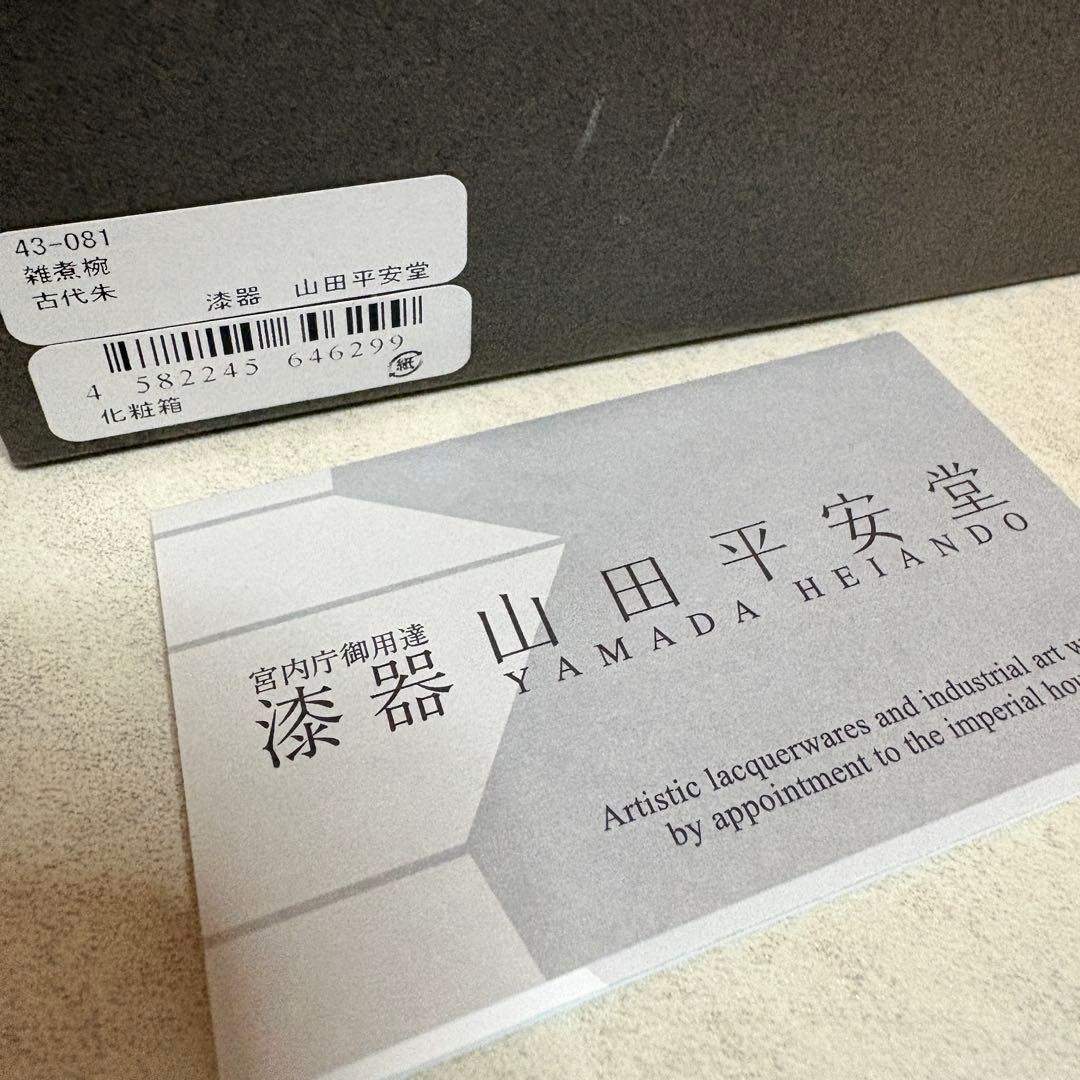 43-081
雑煮椀
古代朱
漆器 山田平安堂
4 582245 646299
紙
化粧箱
宮内庁御用達
漆器 山田平安堂
YAMADA HEIANDO
Artistic lacquerwares and industrial art
by appointment to the imperial